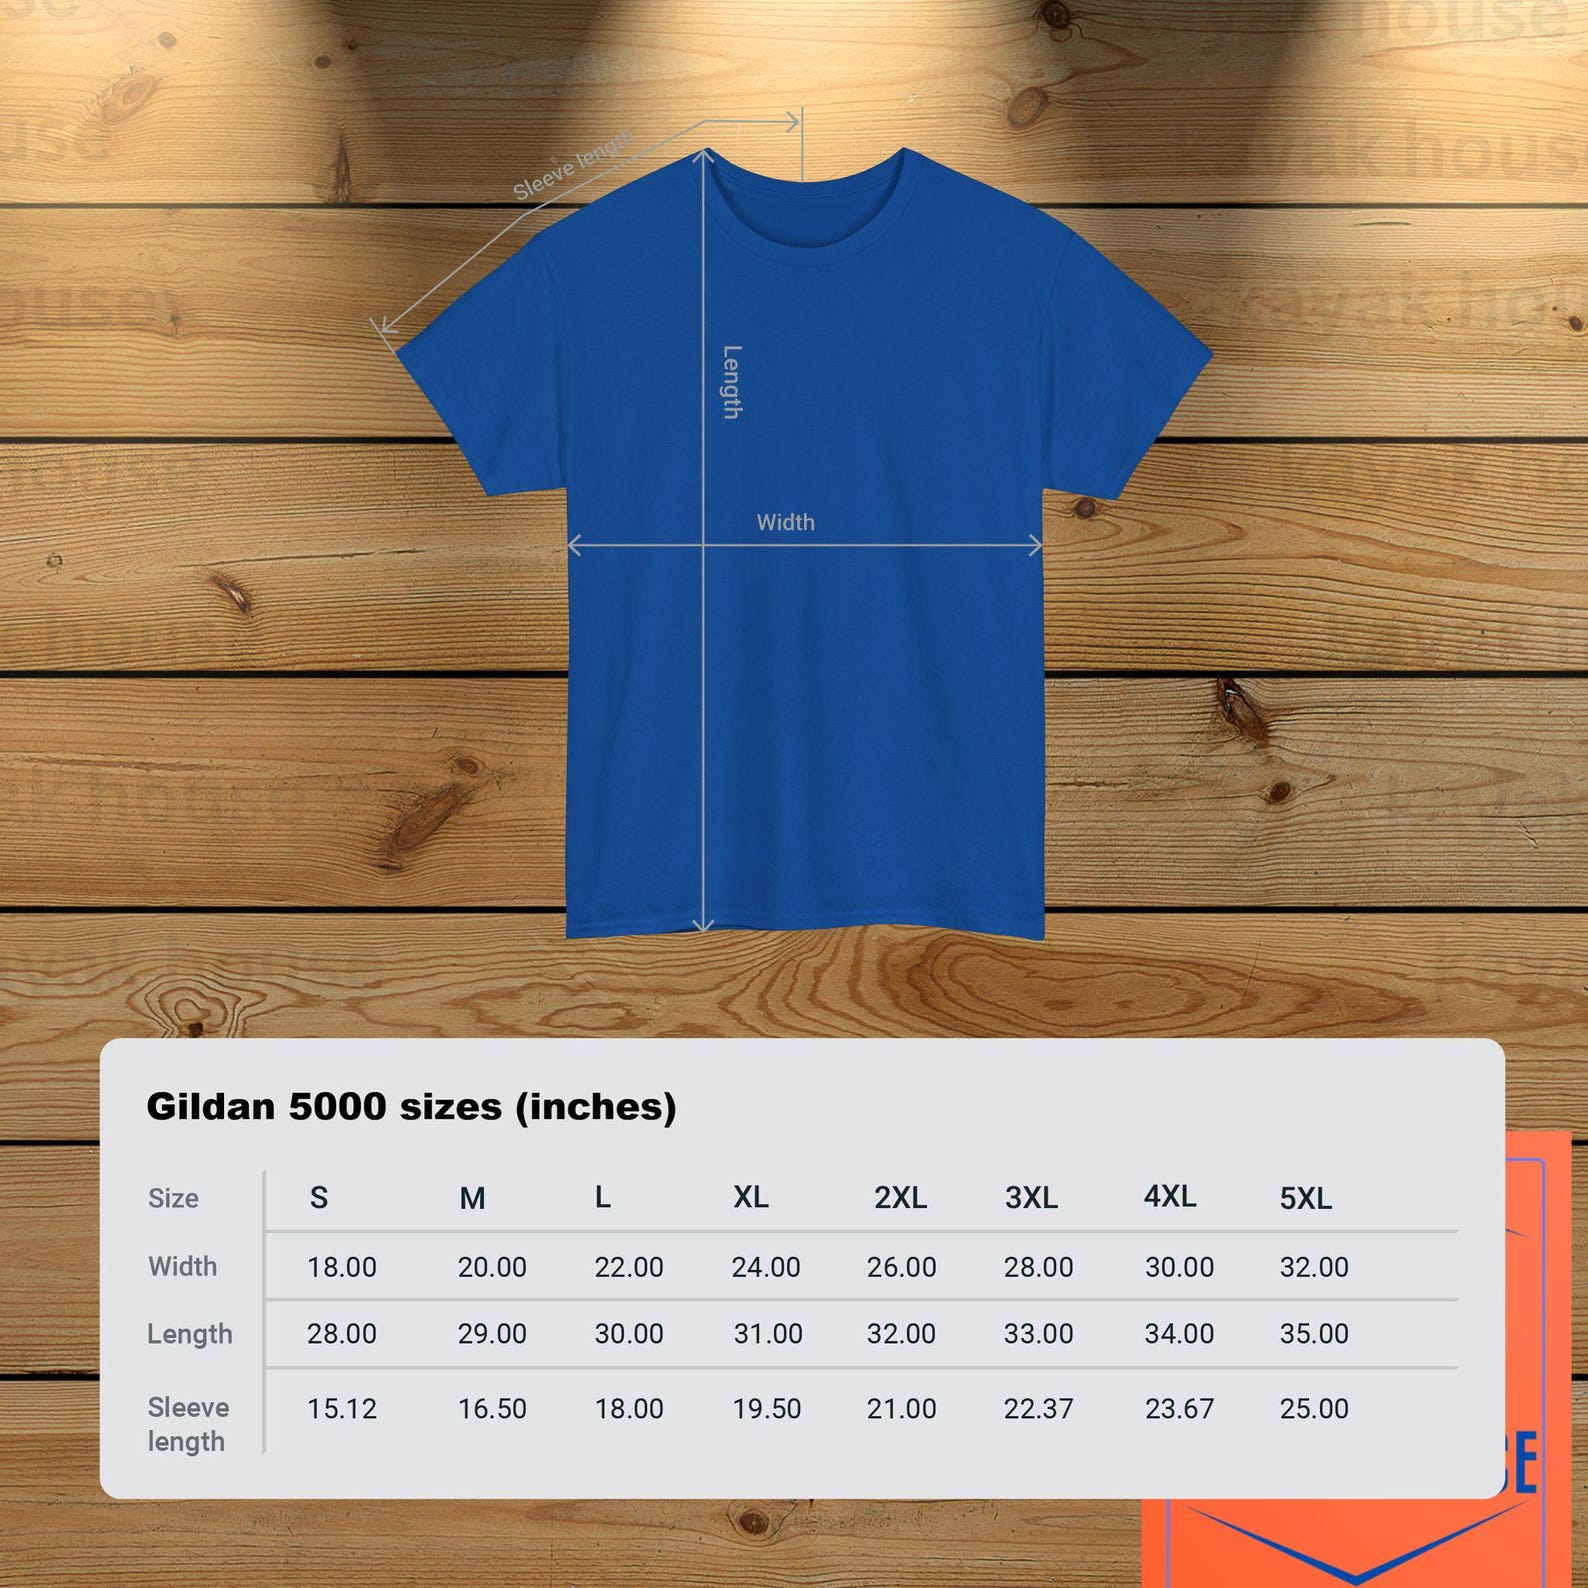 Sleeve length
Length
Width
Gildan 5000 sizes (inches)
Size S M L XL 2XL 3XL 4XL 5XL
Width 18.00 20.00 22.00 24.00 26.00 28.00 30.00 32.00
Length 28.00 29.00 30.00 31.00 32.00 33.00 34.00 35.00
Sleeve length 15.12 16.50 18.00 19.50 21.00 22.37 23.67 25.00
kayak house